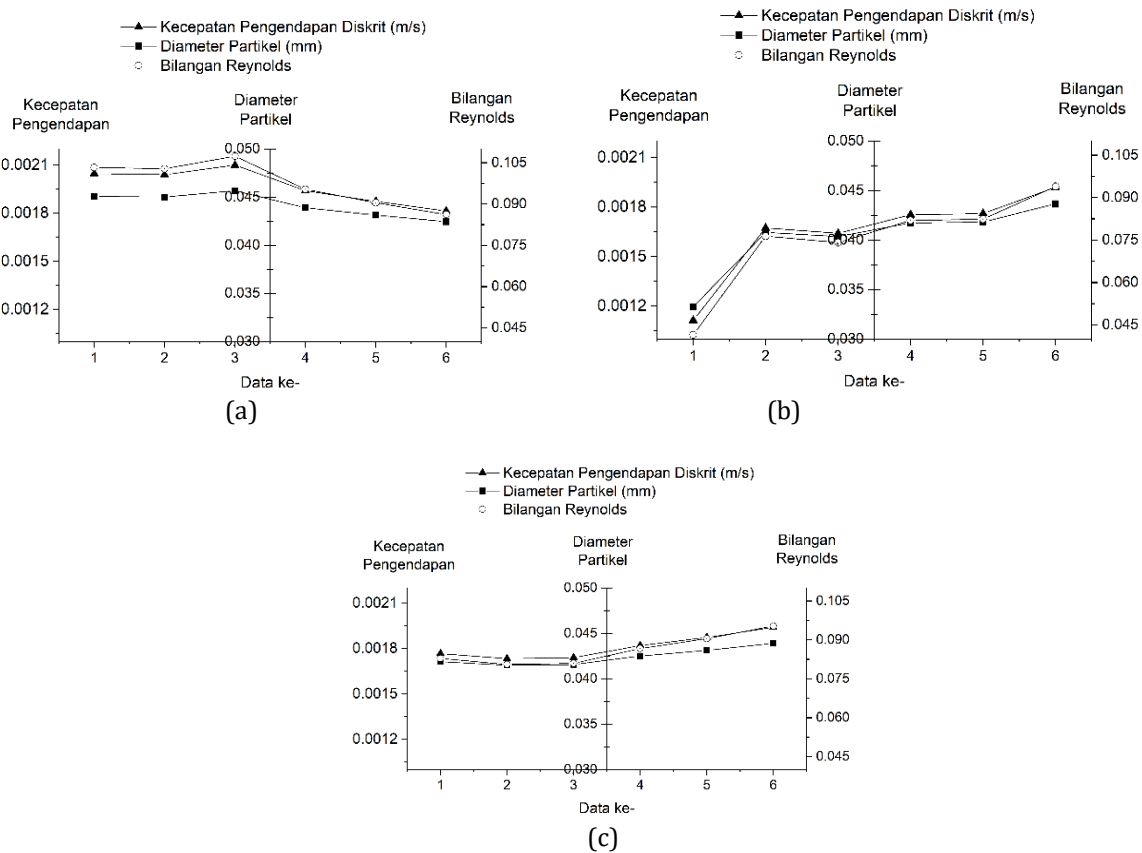 Kecepatan Pengendapan Diskrit (m/s)
Diameter Partikel (mm)
Bilangan Reynolds
Kecepatan
Pengendapan
Diameter
Partikel
Bilangan
Reynolds
0.0021
0.0018
0.0015
0.0012
0.050
0.045
0.040
0.035
0.030
0.105
0.090
0.075
0.060
0.045
1 2 3 4 5 6
Data ke-
(a)
Kecepatan Pengendapan Diskrit (m/s)
Diameter Partikel (mm)
Bilangan Reynolds
Kecepatan
Pengendapan
Diameter
Partikel
Bilangan
Reynolds
0.0021
0.0018
0.0015
0.0012
0.050
0.045
0.040
0.035
0.030
0.105
0.090
0.075
0.060
0.045
1 2 3 4 5 6
Data ke-
(b)
Kecepatan Pengendapan Diskrit (m/s)
Diameter Partikel (mm)
Bilangan Reynolds
Kecepatan
Pengendapan
Diameter
Partikel
Bilangan
Reynolds
0.0021
0.0018
0.0015
0.0012
0.050
0.045
0.040
0.035
0.030
0.105
0.090
0.075
0.060
0.045
1 2 3 4 5 6
Data ke-
(c)